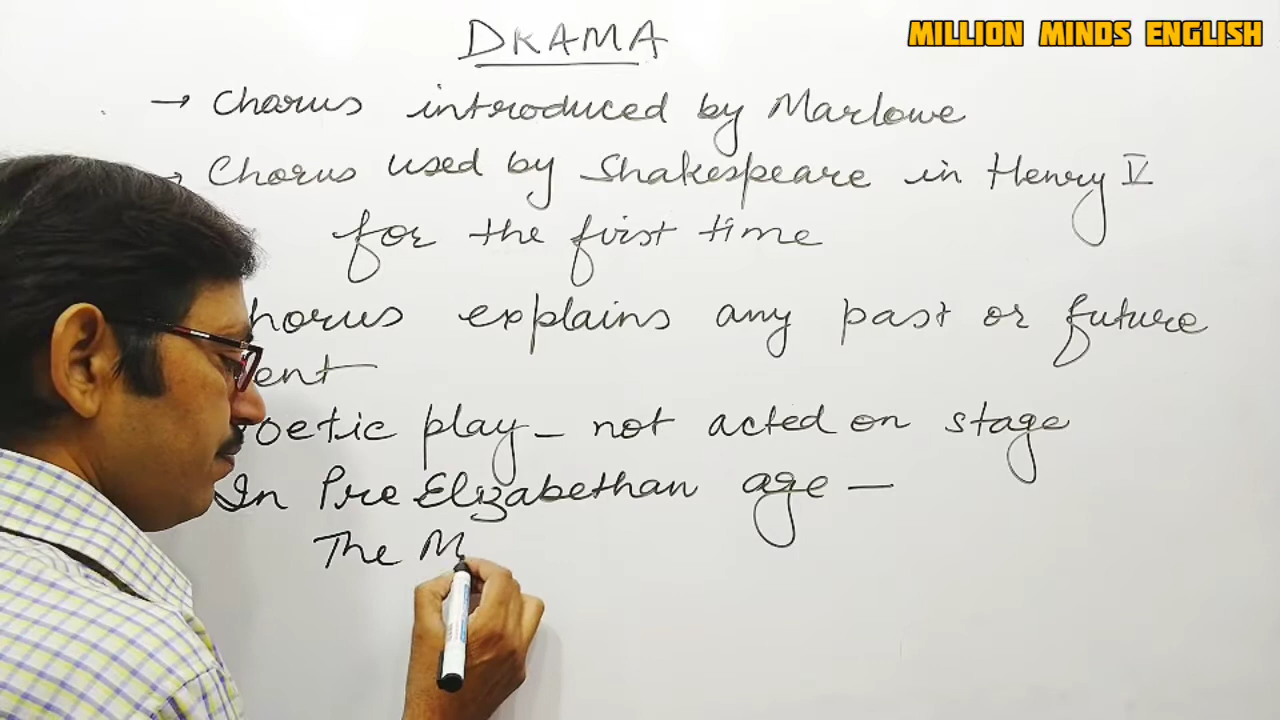 MILLION MINDS ENGLISH
DRAMA
→ Chorus introduced by Marlowe
→ Chorus used by Shakespeare in Henry V
for the first time
horus explains any past or future
ent
oetic play – not acted on stage
In Pre Elizabethan age –
The M